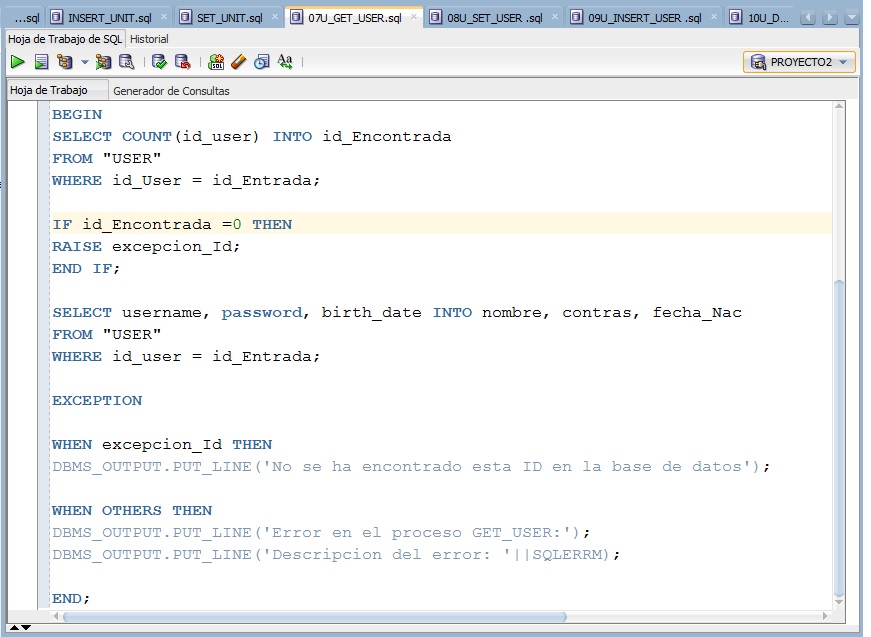 ...sql INSERT_UNIT.sql SET_UNIT.sql 07U_GET_USER.sql 08U_SET_USER .sql 09U_INSERT_USER .sql 10U_D...
Hoja de Trabajo de SQL Historial
SQL Aa PROYECTO2
Hoja de Trabajo Generador de Consultas
BEGIN
SELECT COUNT(id_user) INTO id_Encontrada
FROM "USER"
WHERE id_User = id_Entrada;
IF id_Encontrada =0 THEN
RAISE excepcion_Id;
END IF;
SELECT username, password, birth_date INTO nombre, contras, fecha_Nac
FROM "USER"
WHERE id_user = id_Entrada;
EXCEPTION
WHEN excepcion_Id THEN
DBMS_OUTPUT.PUT_LINE('No se ha encontrado esta ID en la base de datos');
WHEN OTHERS THEN
DBMS_OUTPUT.PUT_LINE('Error en el proceso GET_USER:');
DBMS_OUTPUT.PUT_LINE('Descripcion del error: '||SQLERRM);
END;